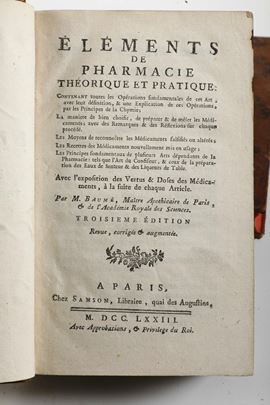 ÉLÉMENTS
DE
PHARMACIE
THÉORIQUE ET PRATIQUE:
CONTENANT toutes les Opérations fondamentales de cet Art,
avec leur définition, & une Explication de ces Opérations,
par les Principes de la Chymie;
La maniere de bien choisir, de préparer & de mêler les Médi-
caments; avec des Remarques & des Réflexions sur chaque
procédé.
Les Moyens de reconnoître les Médicaments falsifiés ou altérés;
Les Recettes des Médicaments nouvellement mis en usage;
Les Principes fondamentaux de plusieurs Arts dépendants de la
Pharmacie: tels que l'Art du Confiseur, & ceux de la prépara-
tion des Eaux de Senteur & des Liqueurs de Table.
Avec l'exposition des Vertus & Doses des Médica-
ments, à la suite de chaque Article.
Par M. BAUMÉ, Maître Apothicaire de Paris,
& de l'Académie Royale des Sciences.
TROISIEME ÉDITION
Revue, corrigée & augmentée.
A PARIS,
Chez SAMSON, Libraire, quai des Augustins,
M. DCC. LXXIII.
Avec Approbations, & Privilege du Roi.